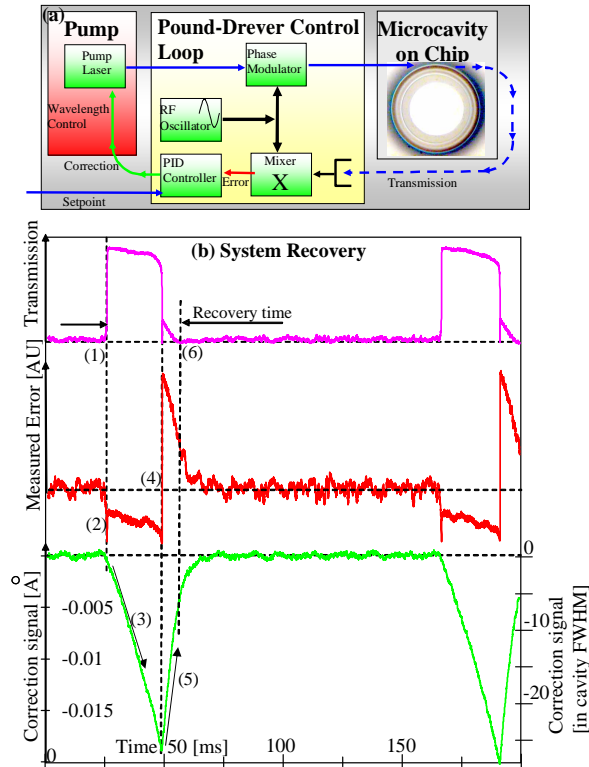 (a)
Pump
Pound-Drever Control
Loop
Microcavity
on Chip
Pump
Laser
Phase
Modulator
Wavelength
Control
RF
Oscillator
Correction
PID
Controller
Error
Mixer
X
Transmission
Setpoint
(b) System Recovery
Transmission
Recovery time
(1)
(6)
Measured Error [AU]
(2)
(4)
0
Correction signal [Å]
-0.005
-0.01
-0.015
(3)
(5)
-10
-20
Correction signal
[in cavity FWHM]
0
Time
50 [ms]
100
150